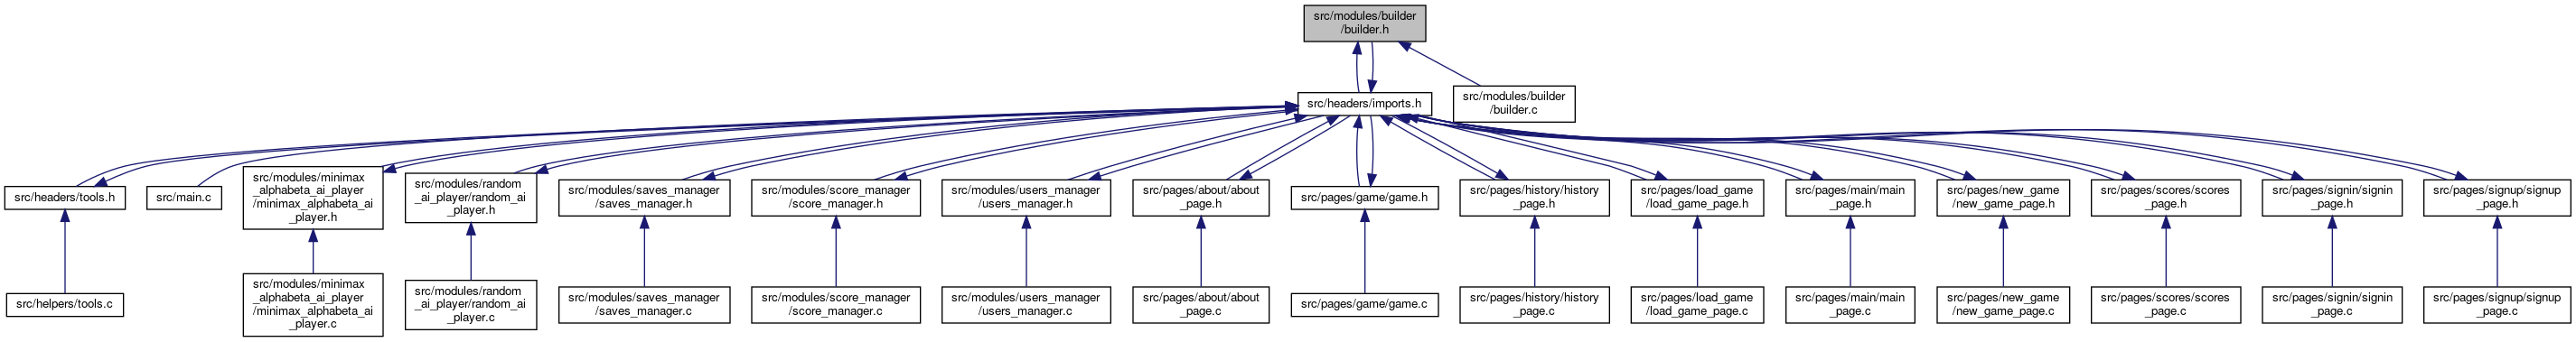 src/modules/builder
/builder.h
src/headers/imports.h
src/modules/builder
/builder.c
src/headers/tools.h
src/main.c
src/modules/minimax
_alphabeta_ai_player
/minimax_alphabeta_ai
_player.h
src/modules/random
_ai_player/random_ai
_player.h
src/modules/saves_manager
/saves_manager.h
src/modules/score_manager
/score_manager.h
src/modules/users_manager
/users_manager.h
src/pages/about/about
_page.h
src/pages/game/game.h
src/pages/history/history
_page.h
src/pages/load_game
/load_game_page.h
src/pages/main/main
_page.h
src/pages/new_game
/new_game_page.h
src/pages/scores/scores
_page.h
src/pages/signin/signin
_page.h
src/pages/signup/signup
_page.h
src/helpers/tools.c
src/modules/minimax
_alphabeta_ai_player
/minimax_alphabeta_ai
_player.c
src/modules/random
_ai_player/random_ai
_player.c
src/modules/saves_manager
/saves_manager.c
src/modules/score_manager
/score_manager.c
src/modules/users_manager
/users_manager.c
src/pages/about/about
_page.c
src/pages/game/game.c
src/pages/history/history
_page.c
src/pages/load_game
/load_game_page.c
src/pages/main/main
_page.c
src/pages/new_game
/new_game_page.c
src/pages/scores/scores
_page.c
src/pages/signin/signin
_page.c
src/pages/signup/signup
_page.c